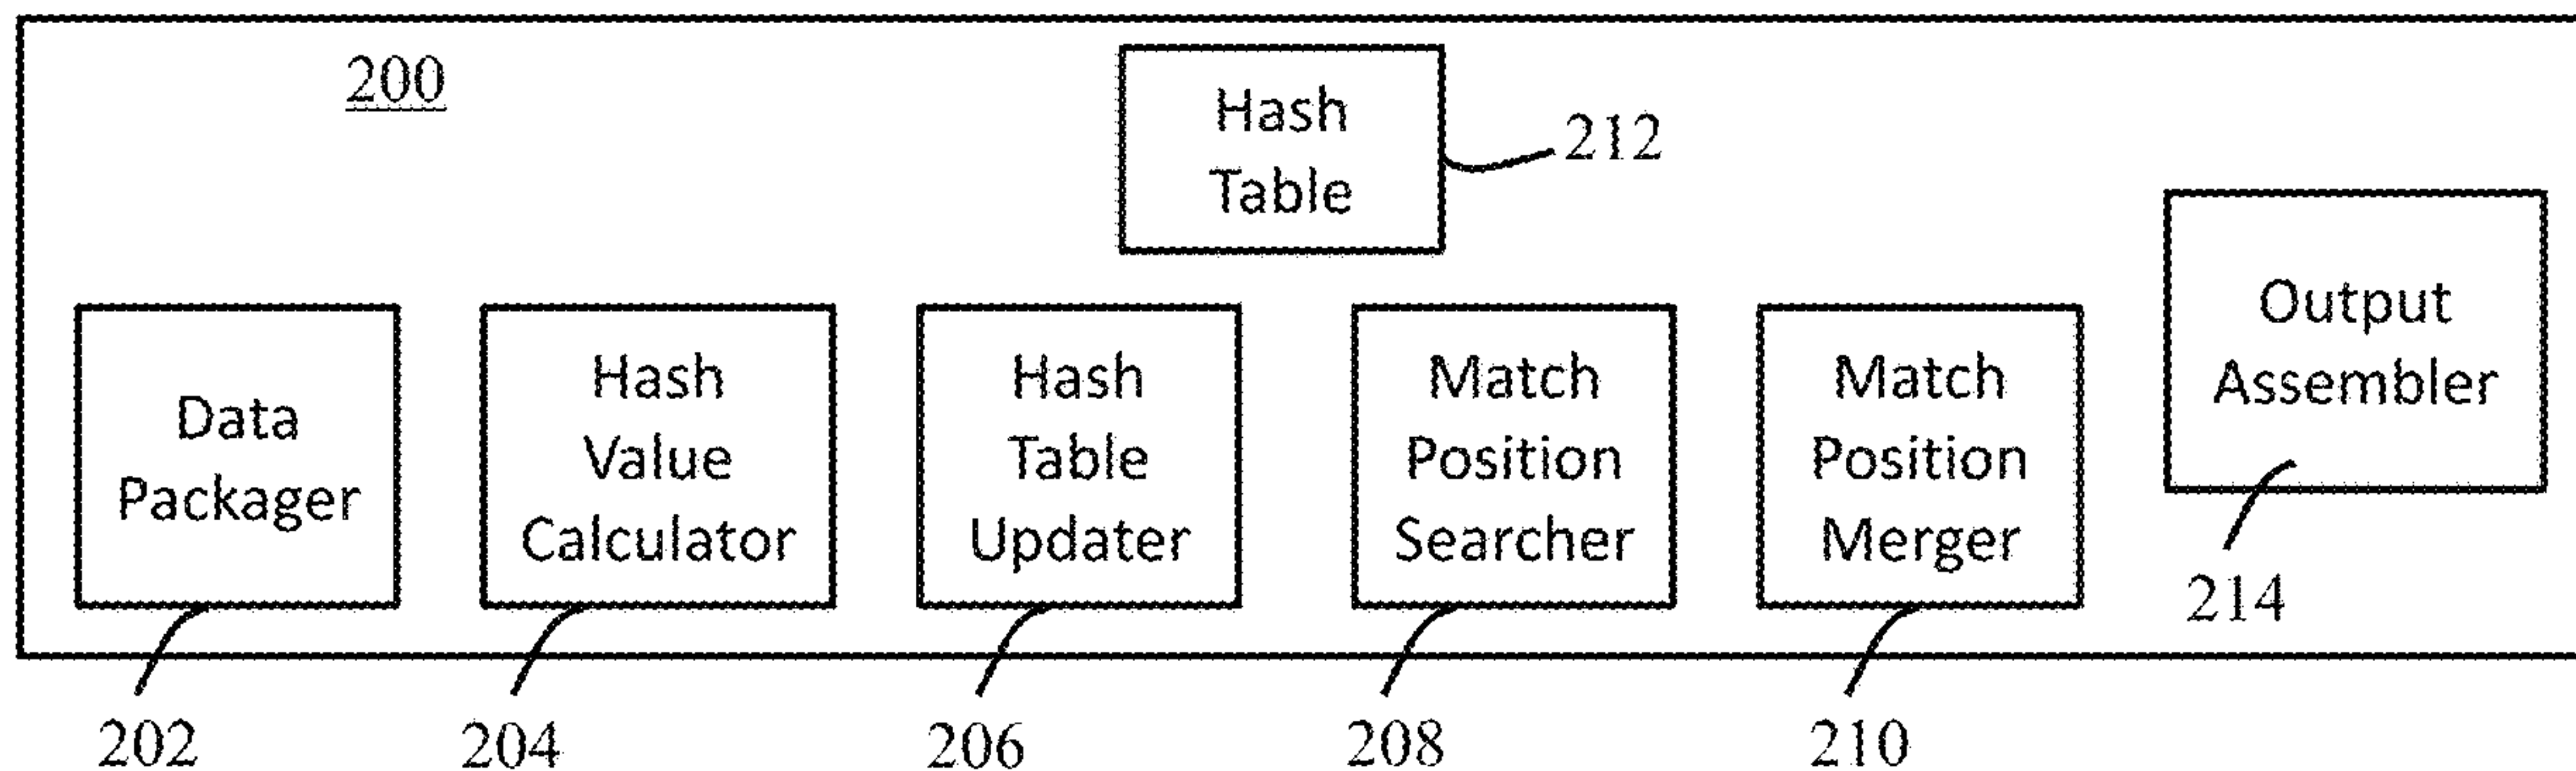 200
Hash
Table
212
Data
Packager
Hash
Value
Calculator
Hash
Table
Updater
Match
Position
Searcher
Match
Position
Merger
Output
Assembler
214
202
204
206
208
210